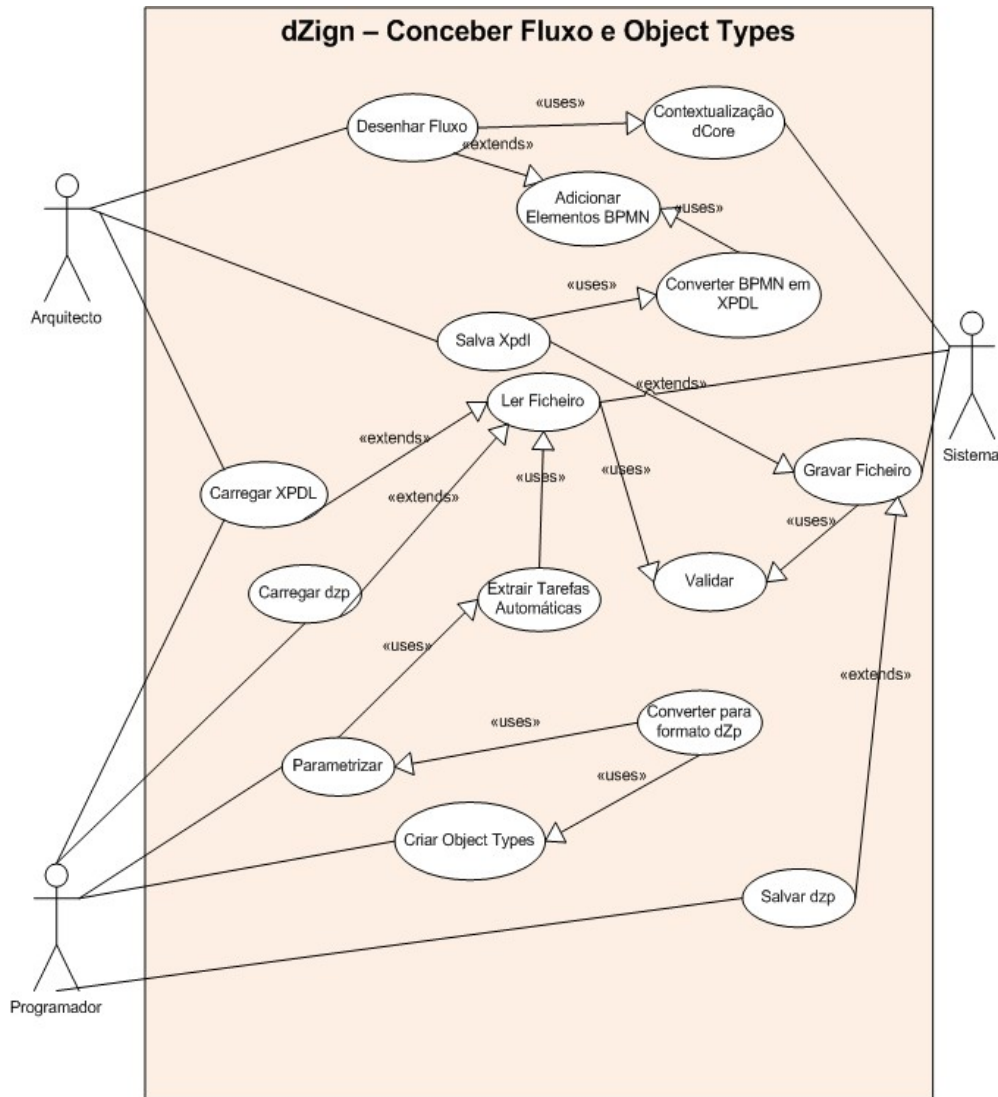 dZign – Conceber Fluxo e Object Types
«uses»
Contextualização
dCore
Desenhar Fluxo
«extends»
Adicionar
Elementos BPMN
«uses»
Arquitecto
«uses»
Converter BPMN em
XPDL
Salva Xpdl
«extends»
Ler Ficheiro
Sistema
«extends»
Gravar Ficheiro
«uses»
«uses»
Carregar XPDL
«extends»
«uses»
Carregar dzp
Extrair Tarefas
Automáticas
Validar
«uses»
«extends»
Converter para
formato dZp
«uses»
Parametrizar
«uses»
Criar Object Types
Salvar dzp
Programador